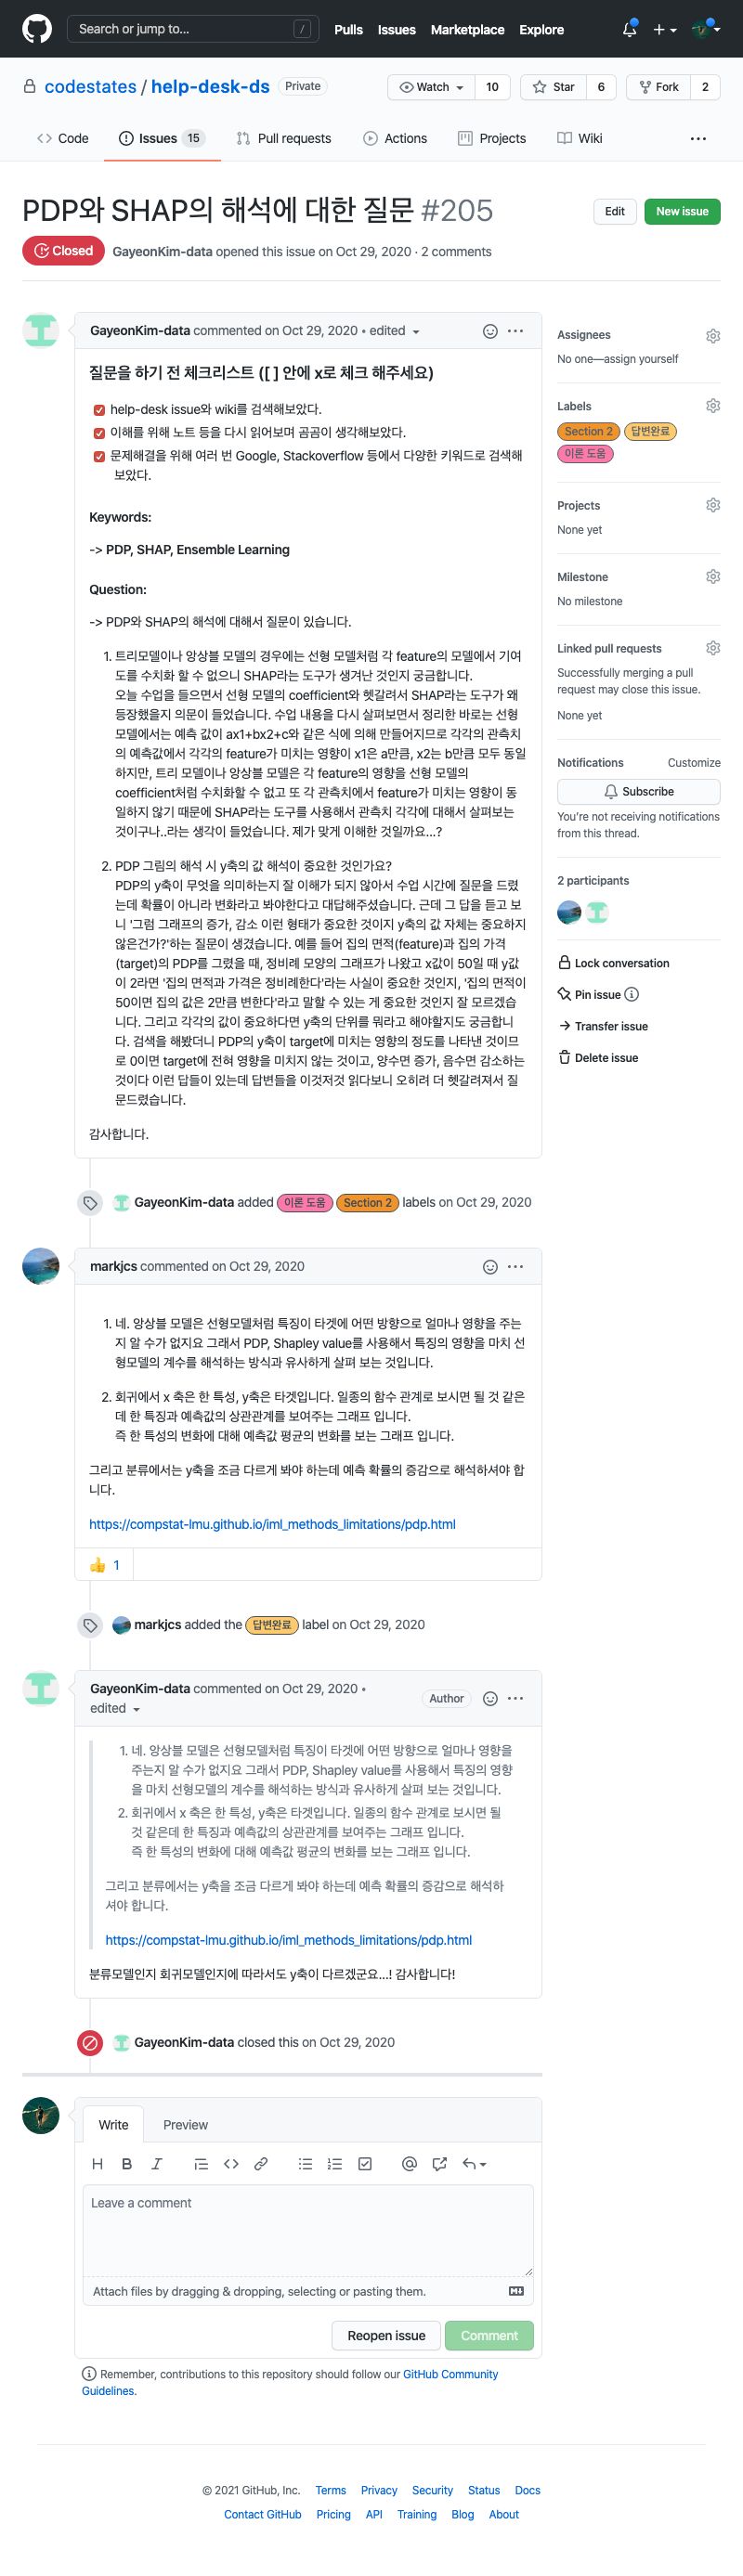 Search or jump to... /
Pulls Issues Marketplace Explore
codestates / help-desk-ds Private
Watch 10 Star 6 Fork 2
Code Issues 15 Pull requests Actions Projects Wiki
PDP와 SHAP의 해석에 대한 질문 #205
Edit New issue
Closed GayeonKim-data opened this issue on Oct 29, 2020 · 2 comments
GayeonKim-data commented on Oct 29, 2020 • edited
질문을 하기 전 체크리스트 ([ ] 안에 x로 체크 해주세요)
help-desk issue와 wiki를 검색해보았다.
이해를 위해 노트 등을 다시 읽어보며 곰곰이 생각해보았다.
문제해결을 위해 여러 번 Google, Stackoverflow 등에서 다양한 키워드로 검색해
보았다.
Keywords:
-> PDP, SHAP, Ensemble Learning
Question:
-> PDP와 SHAP의 해석에 대해서 질문이 있습니다.
1. 트리모델이나 앙상블 모델의 경우에는 선형 모델처럼 각 feature의 모델에서 기여
도를 수치화 할 수 없으니 SHAP라는 도구가 생겨난 것인지 궁금합니다.
오늘 수업을 들으면서 선형 모델의 coefficient와 헷갈려서 SHAP라는 도구가 왜
등장했을지 의문이 들었습니다. 수업 내용을 다시 살펴보면서 정리한 바로는 선형
모델에서는 예측 값이 ax1+bx2+c와 같은 식에 의해 만들어지므로 각각의 관측치
의 예측값에서 각각의 feature가 미치는 영향이 x1은 a만큼, x2는 b만큼 모두 동일
하지만, 트리 모델이나 앙상블 모델은 각 feature의 영향을 선형 모델의
coefficient처럼 수치화할 수 없고 또 각 관측치에서 feature가 미치는 영향이 동
일하지 않기 때문에 SHAP라는 도구를 사용해서 관측치 각각에 대해서 살펴보는
것이구나..라는 생각이 들었습니다. 제가 맞게 이해한 것일까요...?
2. PDP 그림의 해석 시 y축의 값 해석이 중요한 것인가요?
PDP의 y축이 무엇을 의미하는지 잘 이해가 되지 않아서 수업 시간에 질문을 드렸
는데 확률이 아니라 변화라고 봐야한다고 대답해주셨습니다. 근데 그 답을 듣고 보
니 '그럼 그래프의 증가, 감소 이런 형태가 중요한 것이지 y축의 값 자체는 중요하지
않은건가?'하는 질문이 생겼습니다. 예를 들어 집의 면적(feature)과 집의 가격
(target)의 PDP를 그렸을 때, 정비례 모양의 그래프가 나왔고 x값이 50일 때 y값
이 2라면 '집의 면적과 가격은 정비례한다'라는 사실이 중요한 것인지, '집의 면적이
50이면 집의 값은 2만큼 변한다'라고 말할 수 있는 게 중요한 것인지 잘 모르겠습
니다. 그리고 각각의 값이 중요하다면 y축의 단위를 뭐라고 해야할지도 궁금합니
다. 검색을 해봤더니 PDP의 y축이 target에 미치는 영향의 정도를 나타낸 것이므
로 0이면 target에 전혀 영향을 미치지 않는 것이고, 양수면 증가, 음수면 감소하는
것이다 이런 답들이 있는데 답변들을 이것저것 읽다보니 오히려 더 헷갈려져서 질
문드렸습니다.
감사합니다.
GayeonKim-data added 이론 도움 Section 2 labels on Oct 29, 2020
markjcs commented on Oct 29, 2020
1. 네. 앙상블 모델은 선형모델처럼 특징이 타겟에 어떤 방향으로 얼마나 영향을 주는
지 알 수가 없지요 그래서 PDP, Shapley value를 사용해서 특징의 영향을 마치 선
형모델의 계수를 해석하는 방식과 유사하게 살펴 보는 것입니다.
2. 회귀에서 x 축은 한 특성, y축은 타겟입니다. 일종의 함수 관계로 보시면 될 것 같은
데 한 특징과 예측값의 상관관계를 보여주는 그래프 입니다.
즉 한 특성의 변화에 대해 예측값 평균의 변화를 보는 그래프 입니다.
그리고 분류에서는 y축을 조금 다르게 봐야 하는데 예측 확률의 증감으로 해석하셔야 합
니다.
https://compstat-lmu.github.io/iml_methods_limitations/pdp.html
👍 1
markjcs added the 답변완료 label on Oct 29, 2020
GayeonKim-data commented on Oct 29, 2020 •
edited
Author
1. 네. 앙상블 모델은 선형모델처럼 특징이 타겟에 어떤 방향으로 얼마나 영향을
주는지 알 수가 없지요 그래서 PDP, Shapley value를 사용해서 특징의 영향
을 마치 선형모델의 계수를 해석하는 방식과 유사하게 살펴 보는 것입니다.
2. 회귀에서 x 축은 한 특성, y축은 타겟입니다. 일종의 함수 관계로 보시면 될
것 같은데 한 특징과 예측값의 상관관계를 보여주는 그래프 입니다.
즉 한 특성의 변화에 대해 예측값 평균의 변화를 보는 그래프 입니다.
그리고 분류에서는 y축을 조금 다르게 봐야 하는데 예측 확률의 증감으로 해석하
셔야 합니다.
https://compstat-lmu.github.io/iml_methods_limitations/pdp.html
분류모델인지 회귀모델인지에 따라서도 y축이 다르겠군요...! 감사합니다!
GayeonKim-data closed this on Oct 29, 2020
Write Preview
Leave a comment
Attach files by dragging & dropping, selecting or pasting them.
Reopen issue Comment
Remember, contributions to this repository should follow our GitHub Community
Guidelines.
Assignees
No one—assign yourself
Labels
Section 2 답변완료
이론 도움
Projects
None yet
Milestone
No milestone
Linked pull requests
Successfully merging a pull
request may close this issue.
None yet
Notifications Customize
Subscribe
You're not receiving notifications
from this thread.
2 participants
Lock conversation
Pin issue
Transfer issue
Delete issue
© 2021 GitHub, Inc. Terms Privacy Security Status Docs
Contact GitHub Pricing API Training Blog About